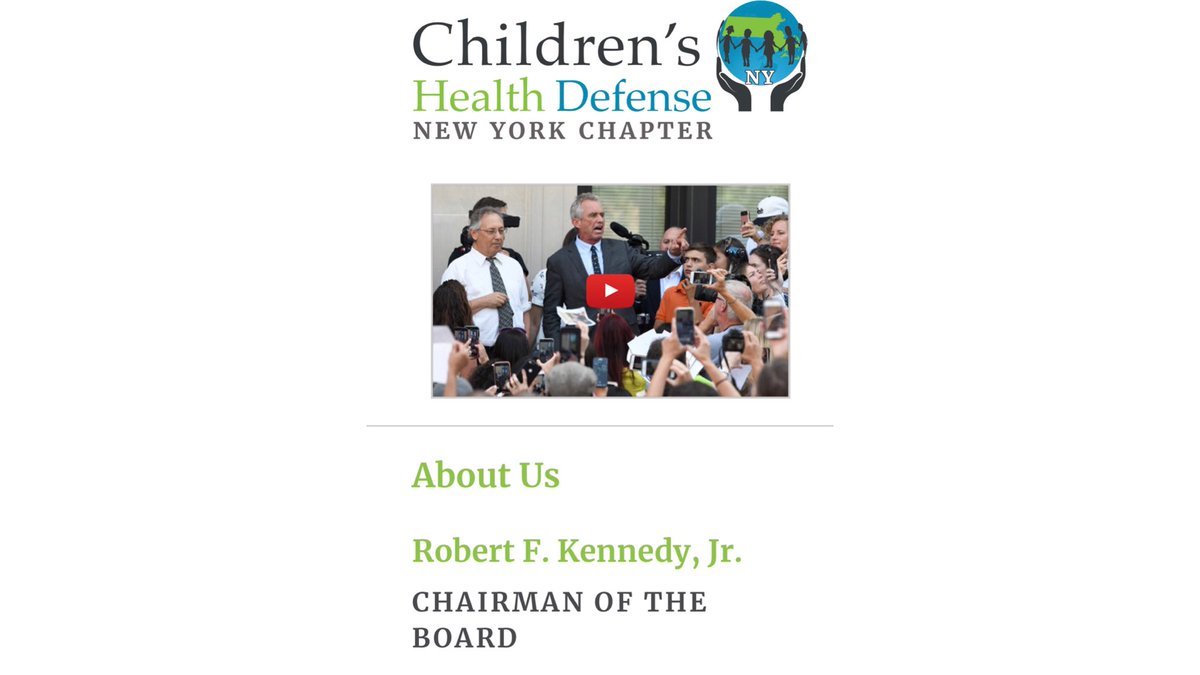 Children's
Health Defense
NY
NEW YORK CHAPTER
About Us
Robert F. Kennedy, Jr.
CHAIRMAN OF THE
BOARD